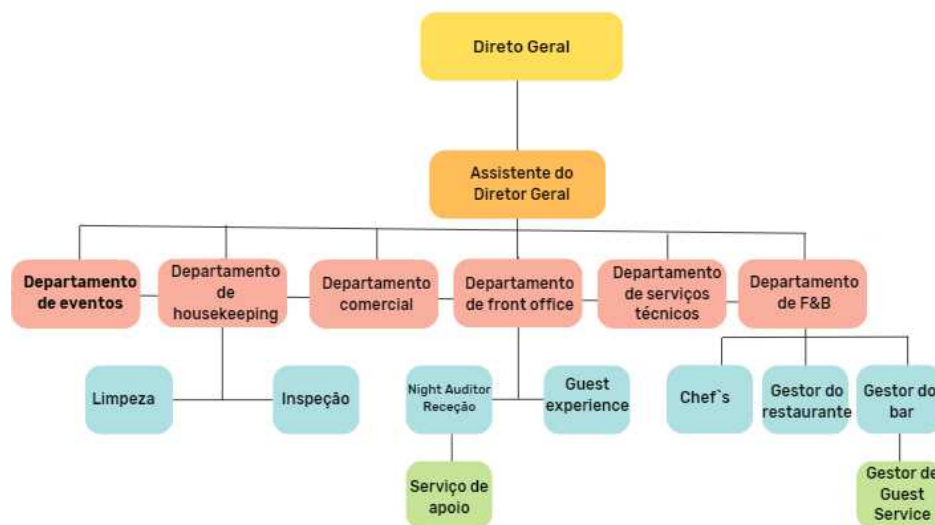 Direto Geral
Assistente do
Diretor Geral
Departamento
de eventos
Departamento
de
housekeeping
Departamento
comercial
Departamento
de front office
Departamento
de serviços
técnicos
Departamento
de F&B
Limpeza
Inspeção
Night Auditor
Receção
Guest
experience
Chef`s
Gestor do
restaurante
Gestor do
bar
Serviço de
apoio
Gestor de
Guest
Service